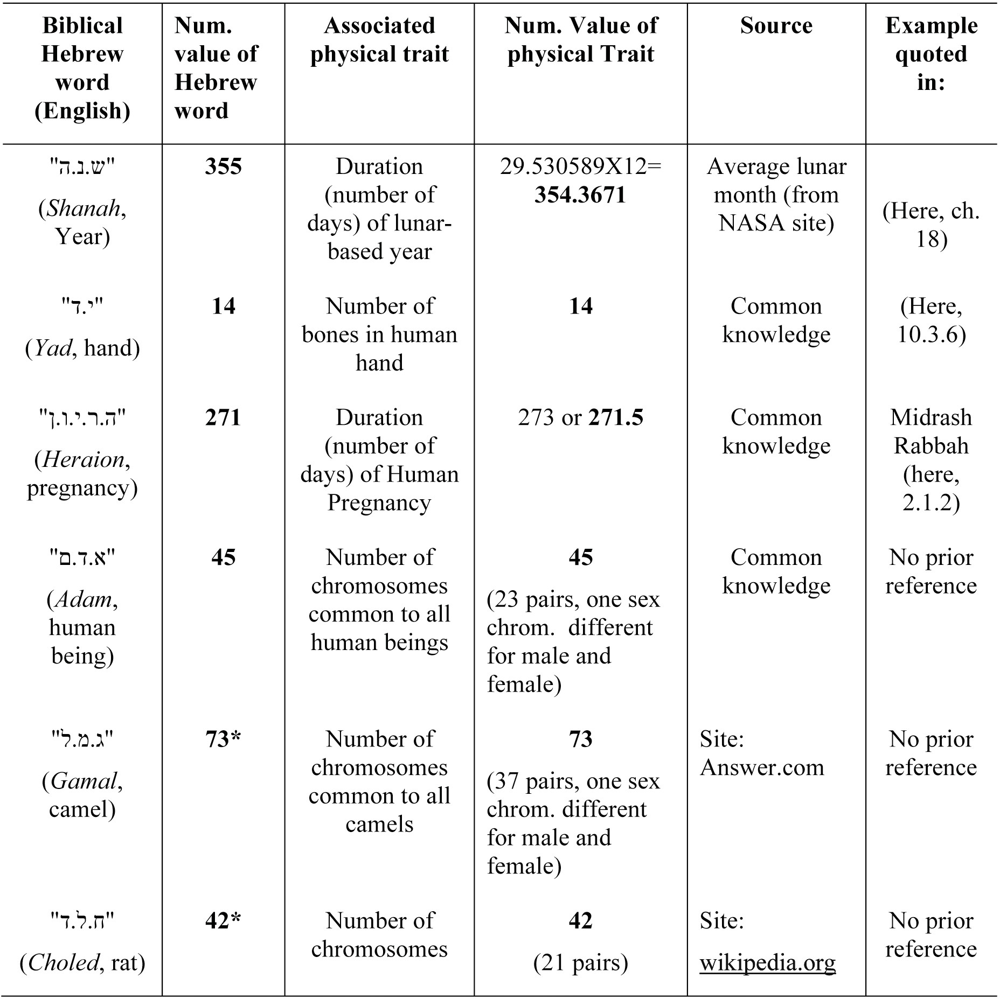 Biblical
Hebrew
word
(English)
Num.
value of
Hebrew
word
Associated
physical trait
Num. Value of
physical Trait
Source
Example
quoted
in:
"ש.נ.ה"
(Shanah,
Year)
355
Duration
(number of
days) of lunar-
based year
29.530589X12=
354.3671
Average lunar
month (from
NASA site)
(Here, ch.
18)
"י.ד"
(Yad, hand)
14
Number of
bones in human
hand
14
Common
knowledge
(Here,
10.3.6)
"ה.ר.י.ו.ן"
(Heraion,
pregnancy)
271
Duration
(number of
days) of Human
Pregnancy
273 or 271.5
Common
knowledge
Midrash
Rabbah
(here,
2.1.2)
"א.ד.ם"
(Adam,
human
being)
45
Number of
chromosomes
common to all
human beings
45
(23 pairs, one sex
chrom.  different
for male and
female)
Common
knowledge
No prior
reference
"ג.מ.ל"
(Gamal,
camel)
73*
Number of
chromosomes
common to all
camels
73
(37 pairs, one sex
chrom. different
for male and
female)
Site:
Answer.com
No prior
reference
"ח.ל.ד"
(Choled, rat)
42*
Number of
chromosomes
42
(21 pairs)
Site:
wikipedia.org
No prior
reference